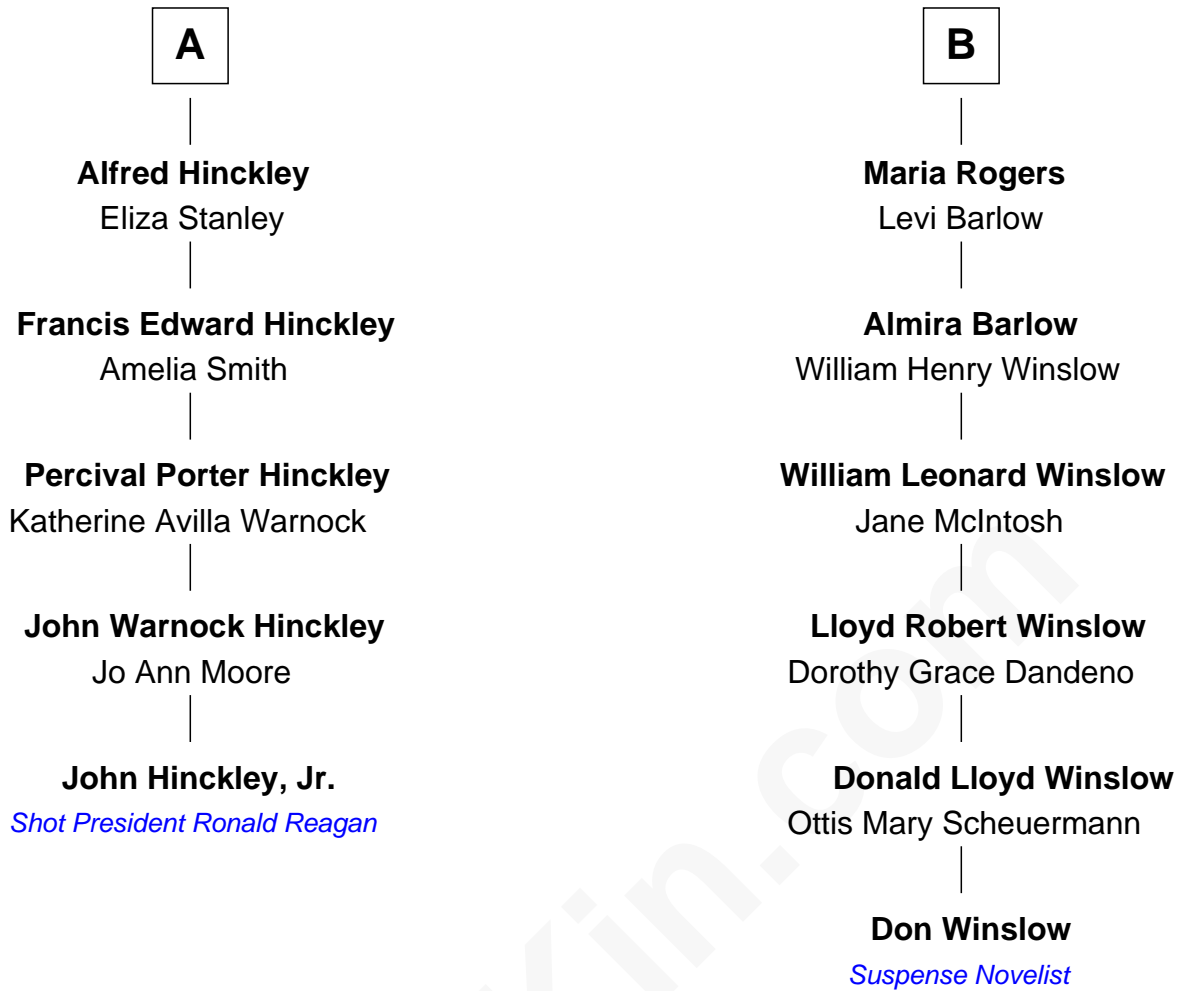 A
Alfred Hinckley
Eliza Stanley
Francis Edward Hinckley
Amelia Smith
Percival Porter Hinckley
Katherine Avilla Warnock
John Warnock Hinckley
Jo Ann Moore
John Hinckley, Jr.
Shot President Ronald Reagan
B
Maria Rogers
Levi Barlow
Almira Barlow
William Henry Winslow
William Leonard Winslow
Jane McIntosh
Lloyd Robert Winslow
Dorothy Grace Dandeno
Donald Lloyd Winslow
Ottis Mary Scheuermann
Don Winslow
Suspense Novelist
Kin.com